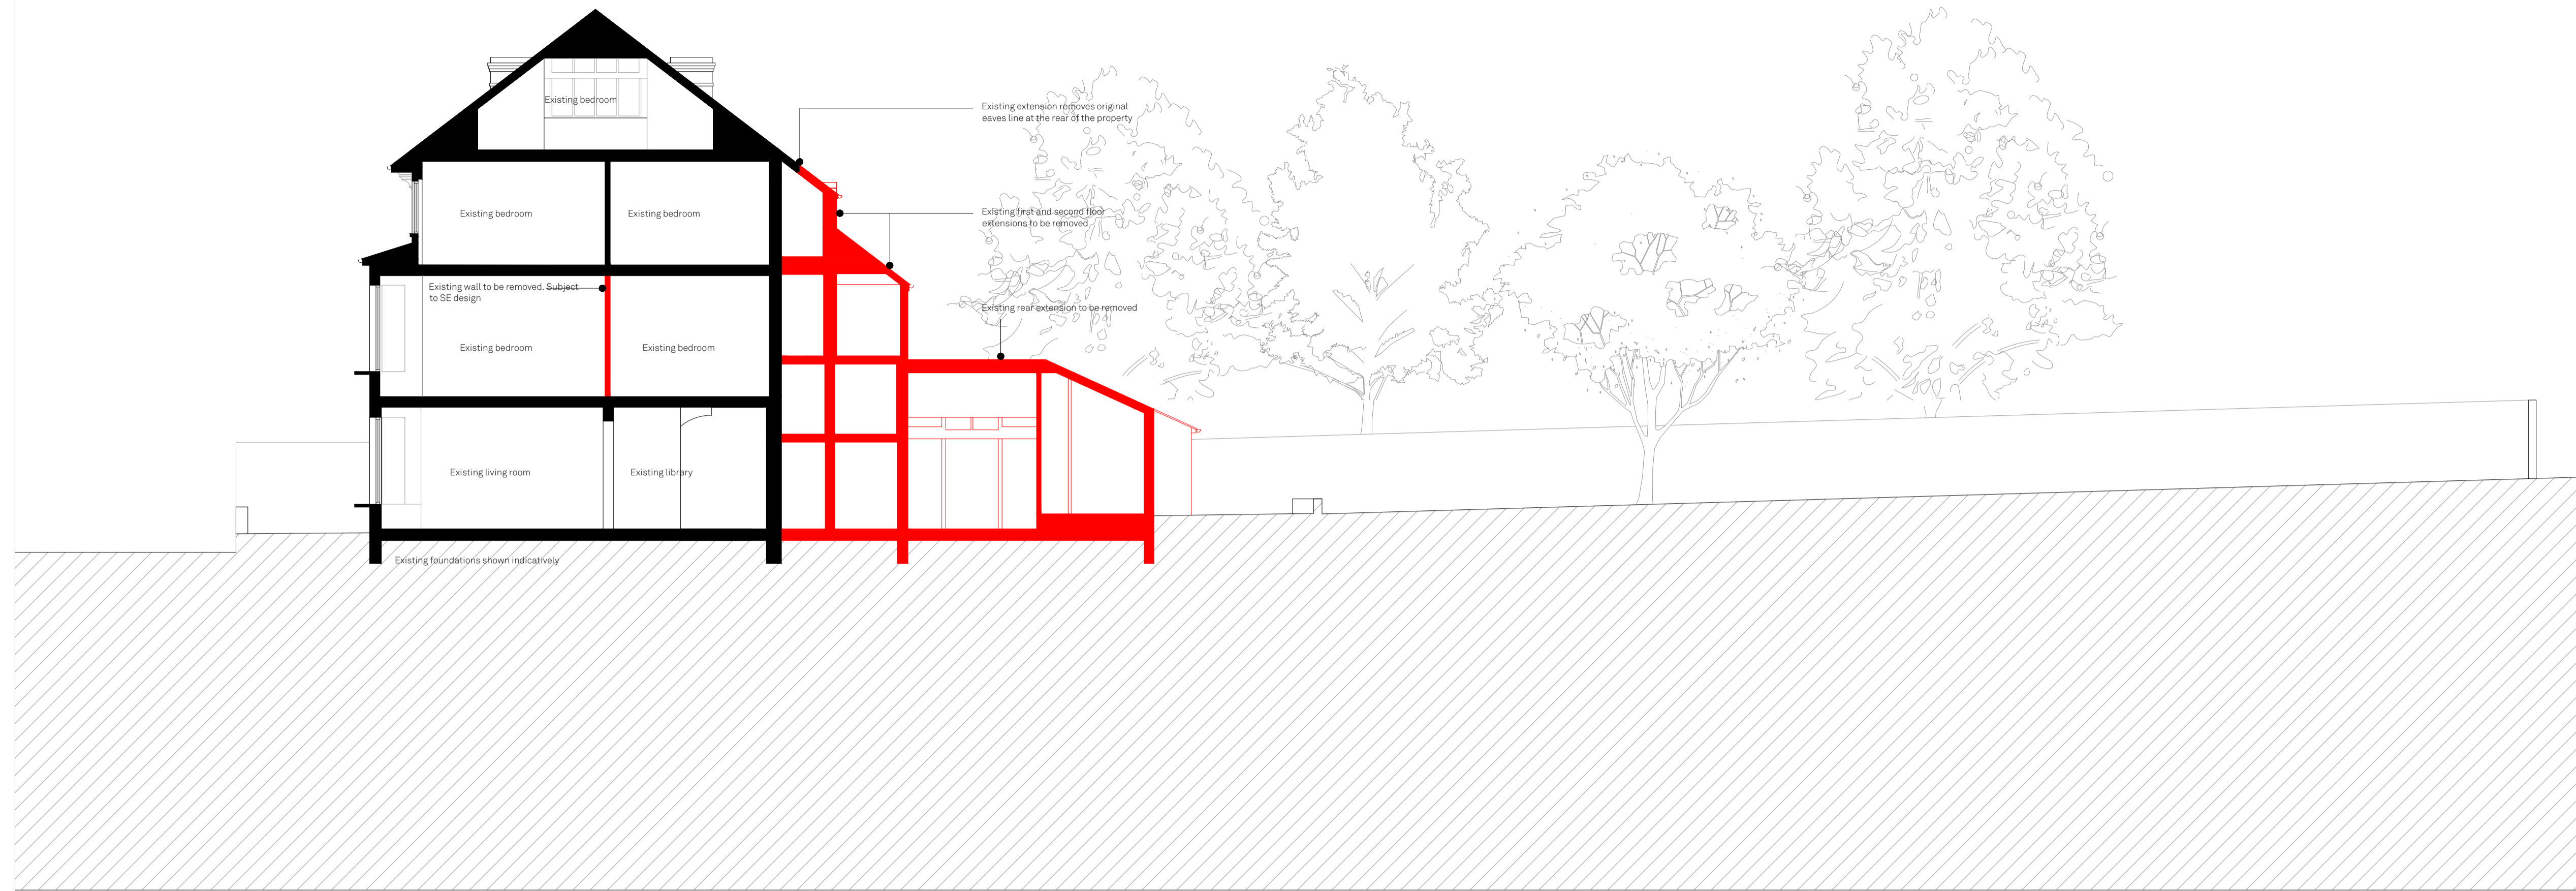 Existing bedroom
Existing extension removes original
eaves line at the rear of the property
Existing bedroom
Existing bedroom
Existing first and second floor
extensions to be removed
Existing wall to be removed. Subject
to SE design
Existing rear extension to be removed
Existing bedroom
Existing bedroom
Existing living room
Existing library
Existing foundations shown indicatively